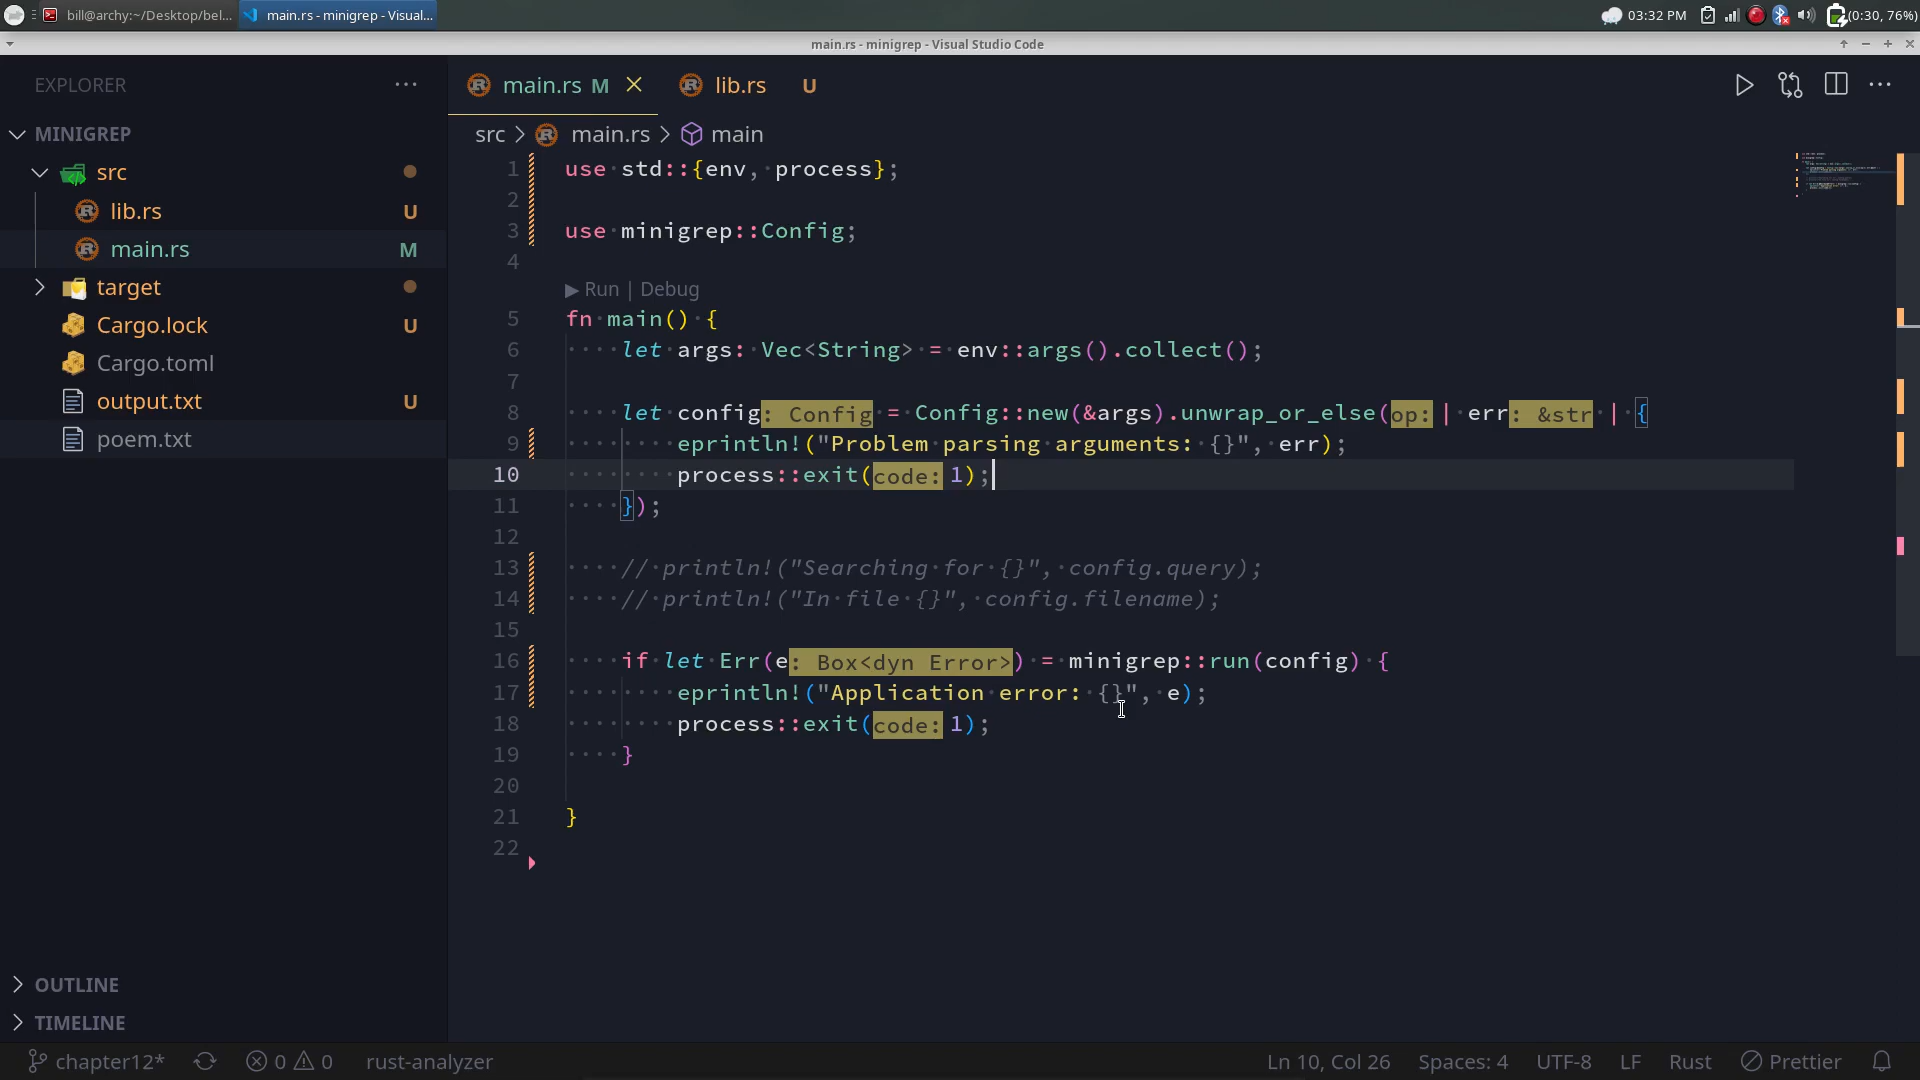 bill@archy:~/Desktop/bel...
main.rs - minigrep - Visual...
03:32 PM
(0:30, 76%)
main.rs - minigrep - Visual Studio Code
EXPLORER
MINIGREP
src
lib.rs U
main.rs M
target
Cargo.lock U
Cargo.toml
output.txt U
poem.txt
OUTLINE
TIMELINE
main.rs M
lib.rs U
src > main.rs > main
1 use std::{env, process};
2
3 use minigrep::Config;
4
▶ Run | Debug
5 fn main() {
6 let args: Vec<String> = env::args().collect();
7
8 let config: Config = Config::new(&args).unwrap_or_else(op: | err: &str | {
9 eprintln!("Problem parsing arguments: {}", err);
10 process::exit(code: 1);
11 });
12
13 // println!("Searching for {}", config.query);
14 // println!("In file {}", config.filename);
15
16 if let Err(e: Box<dyn Error>) = minigrep::run(config) {
17 eprintln!("Application error: {}", e);
18 process::exit(code: 1);
19 }
20
21 }
22
chapter12* 0 0 rust-analyzer Ln 10, Col 26 Spaces: 4 UTF-8 LF Rust Prettier